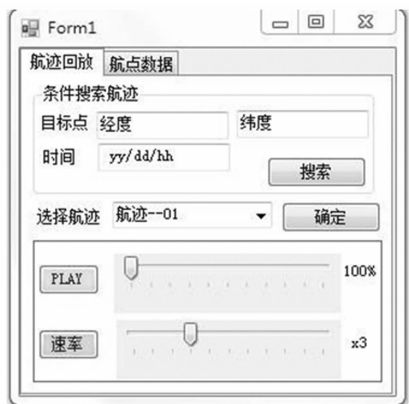 Form1
航迹回放 航点数据
条件搜索航迹
目标点 经度 纬度
时间 yy/dd/hh
搜索
选择航迹 航迹--01 确定
PLAY 100%
速率 x3